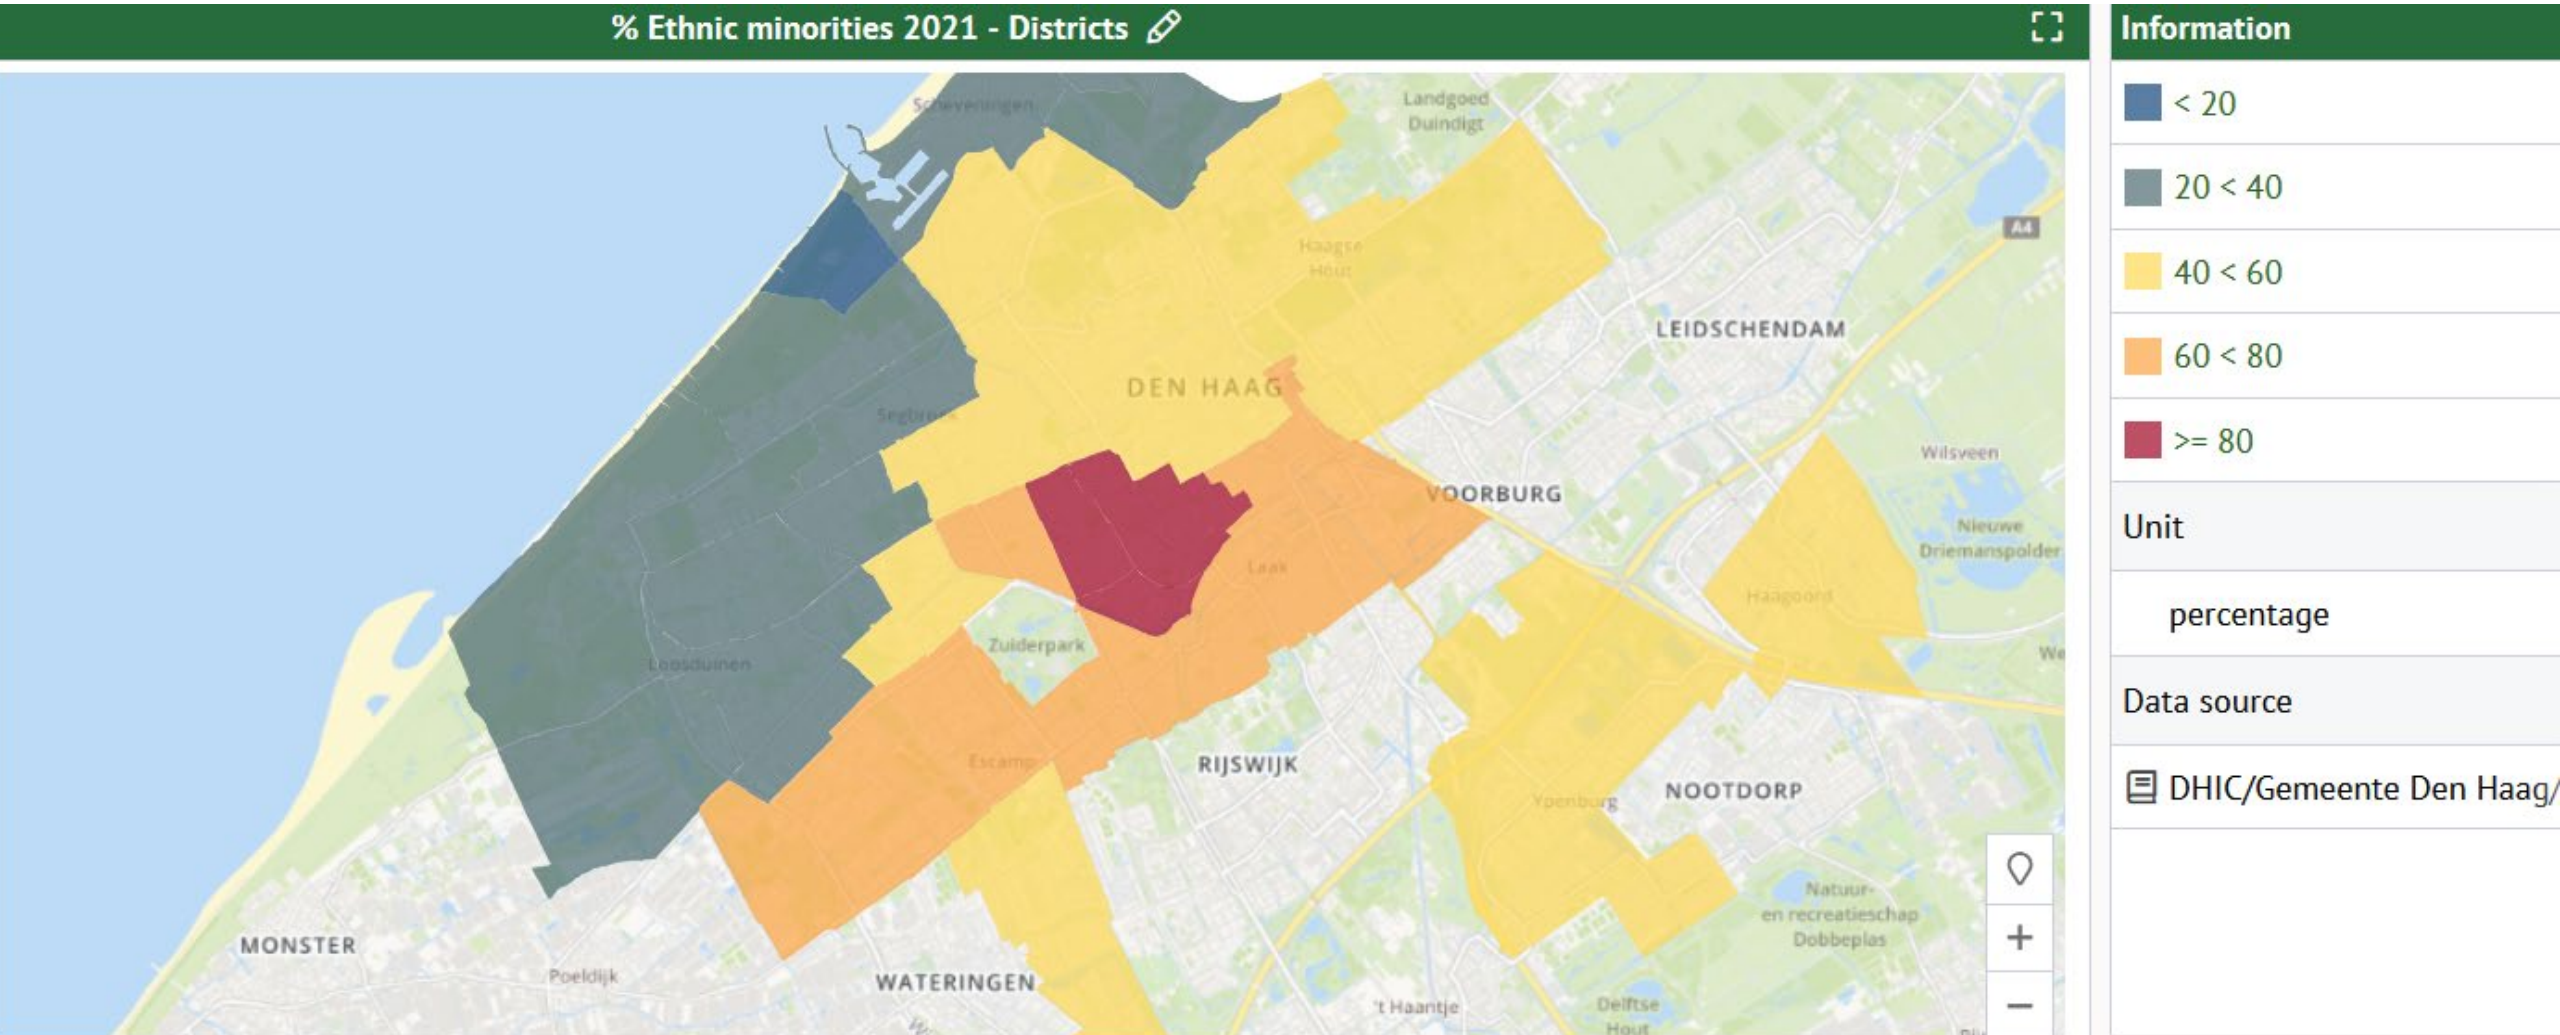 % Ethnic minorities 2021 - Districts
Information
< 20
20 < 40
40 < 60
60 < 80
>= 80
Unit
percentage
Data source
DHIC/Gemeente Den Haag/
Scheveningen
Landgoed
Duindigt
A4
Haagse
Hout
LEIDSCHENDAM
DEN HAAG
Segbroek
Wilsveen
VOORBURG
Nieuwe
Driemanspolder
Laak
Haagoord
Zuiderpark
We
Loosduinen
Escamp
RIJSWIJK
Ypenburg
NOOTDORP
Natuur-
en recreatieschap
Dobbeplas
MONSTER
Poeldijk
WATERINGEN
't Haantje
Delftse
Hout